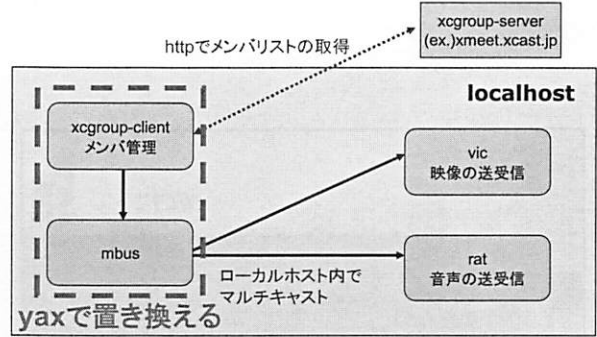 xcgroup-server
(ex.)xmeet.xcast.jp
httpでメンバリストの取得
localhost
xcgroup-client
メンバ管理
vic
映像の送受信
mbus
rat
音声の送受信
ローカルホスト内で
マルチキャスト
yaxで置き換える